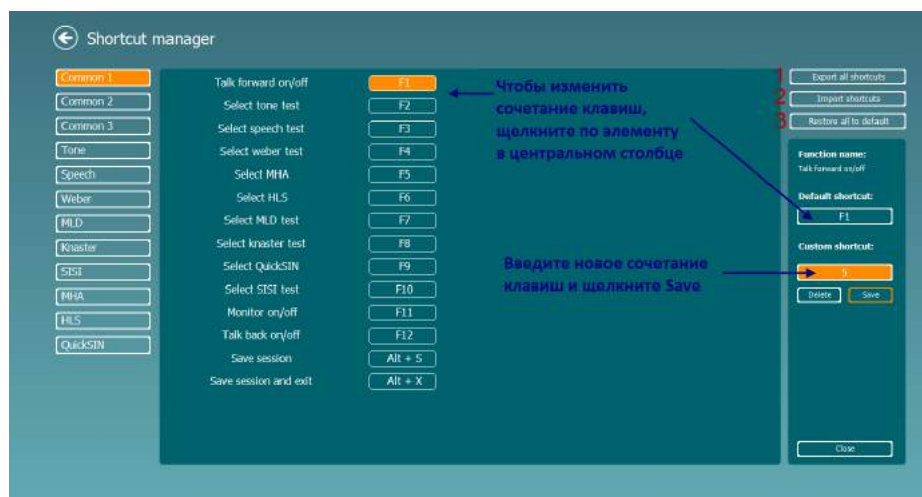 Shortcut manager
Common 1
Common 2
Common 3
Tone
Speech
Weber
MLD
Knaster
SISI
MHA
HLS
QuickSIN
Talk forward on/off F1
Select tone test F2
Select speech test F3
Select weber test F4
Select MHA F5
Select HLS F6
Select MLD test F7
Select knaster test F8
Select QuickSIN F9
Select SISI test F10
Monitor on/off F11
Talk back on/off F12
Save session Alt + S
Save session and exit Alt + X
Чтобы изменить
сочетание клавиш,
щелкните по элементу
в центральном столбце
Введите новое сочетание
клавиш и щелкните Save
1 Export all shortcuts
2 Import shortcuts
3 Restore all to default
Function name:
Talk forward on/off
Default shortcut:
F1
Custom shortcut:
5
Delete Save
Close